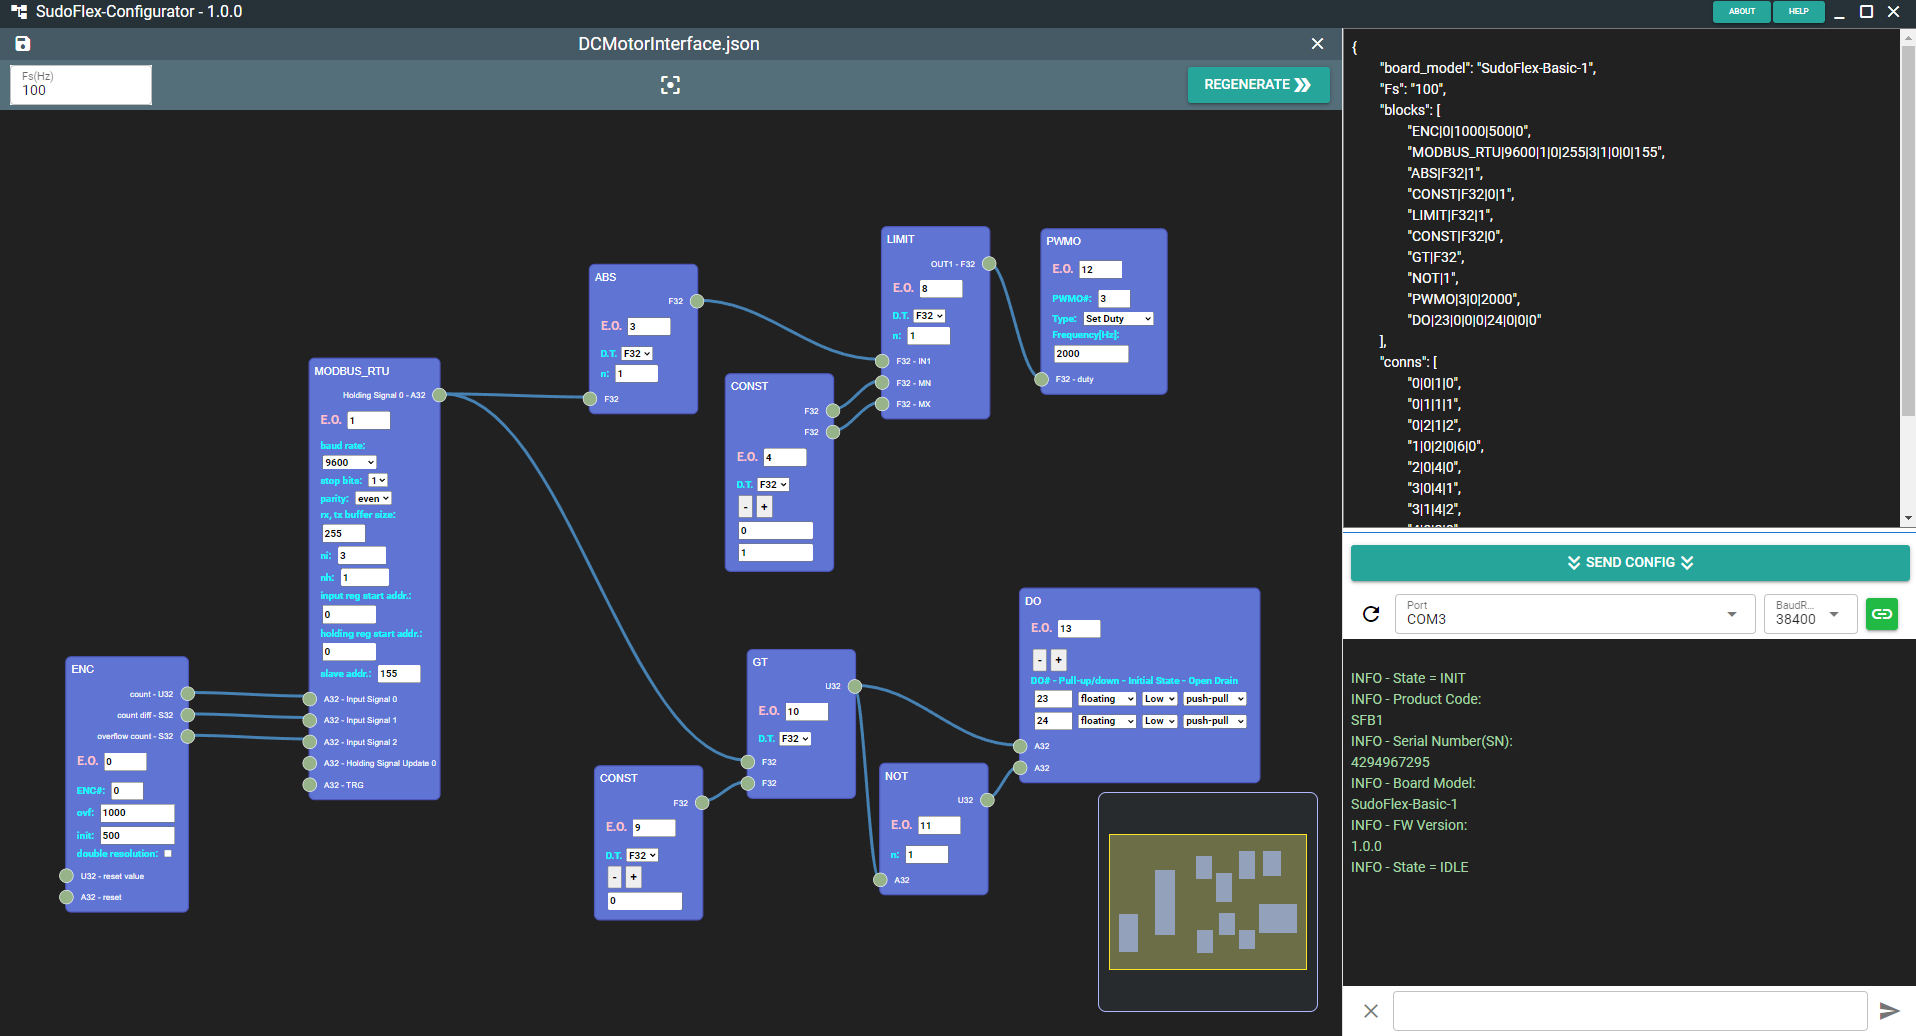 SudoFlex-Configurator - 1.0.0
ABOUT
HELP
DCMotorInterface.json
Fs(Hz)
100
REGENERATE
ENC
count - U32
count diff - S32
overflow count - S32
E.O. 0
ENC#: 0
ovf: 1000
init: 500
double resolution:
U32 - reset value
A32 - reset
MODBUS_RTU
Holding Signal 0 - A32
E.O. 1
baud rate:
9600
stop bits: 1
parity: even
rx, tx buffer size:
255
ni: 3
nh: 1
input reg start addr.:
0
holding reg start addr.:
0
slave addr.: 155
A32 - Input Signal 0
A32 - Input Signal 1
A32 - Input Signal 2
A32 - Holding Signal Update 0
A32 - TRG
ABS
F32
E.O. 3
D.T. F32
n: 1
F32
CONST
F32
F32
E.O. 4
D.T. F32
- +
0
1
LIMIT
OUT1 - F32
E.O. 8
D.T. F32
n: 1
F32 - IN1
F32 - MN
F32 - MX
PWMO
E.O. 12
PWMO#: 3
Type: Set Duty
Frequency[Hz]:
2000
F32 - duty
CONST
F32
E.O. 9
D.T. F32
- +
0
GT
U32
E.O. 10
D.T. F32
F32
F32
NOT
U32
E.O. 11
n: 1
A32
DO
E.O. 13
- +
DO# - Pull-up/down - Initial State - Open Drain
23 floating Low push-pull
24 floating Low push-pull
A32
A32
{
"board_model": "SudoFlex-Basic-1",
"Fs": "100",
"blocks": [
"ENC|0|1000|500|0",
"MODBUS_RTU|9600|1|0|255|3|1|0|0|155",
"ABS|F32|1",
"CONST|F32|0|1",
"LIMIT|F32|1",
"CONST|F32|0",
"GT|F32",
"NOT|1",
"PWMO|3|0|2000",
"DO|23|0|0|0|24|0|0|0"
],
"conns": [
"0|0|1|0",
"0|1|1|1",
"0|2|1|2",
"1|0|2|0|6|0",
"2|0|4|0",
"3|0|4|1",
"3|1|4|2",
SEND CONFIG
Port
COM3
BaudR...
38400
INFO - State = INIT
INFO - Product Code:
SFB1
INFO - Serial Number(SN):
4294967295
INFO - Board Model:
SudoFlex-Basic-1
INFO - FW Version:
1.0.0
INFO - State = IDLE